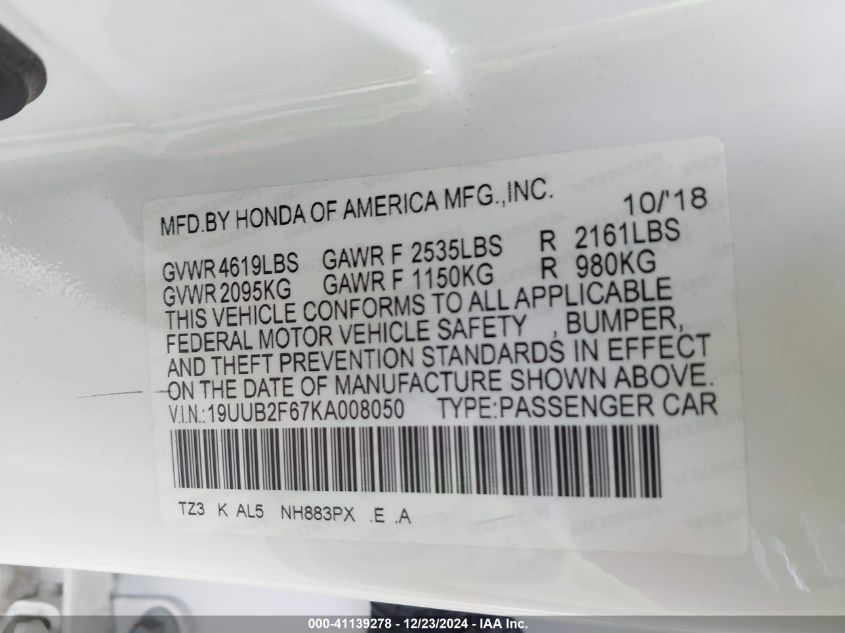 MFD.BY HONDA OF AMERICA MFG.,INC. 10/'18
GVWR 4619LBS GAWR F 2535LBS R 2161LBS
GVWR 2095KG GAWR F 1150KG R 980KG
THIS VEHICLE CONFORMS TO ALL APPLICABLE
FEDERAL MOTOR VEHICLE SAFETY , BUMPER,
AND THEFT PREVENTION STANDARDS IN EFFECT
ON THE DATE OF MANUFACTURE SHOWN ABOVE.
V.I.N.:19UUB2F67KA008050 TYPE:PASSENGER CAR
TZ3 K AL5 NH883PX .E .A
000-41139278 - 12/23/2024 - IAA Inc.